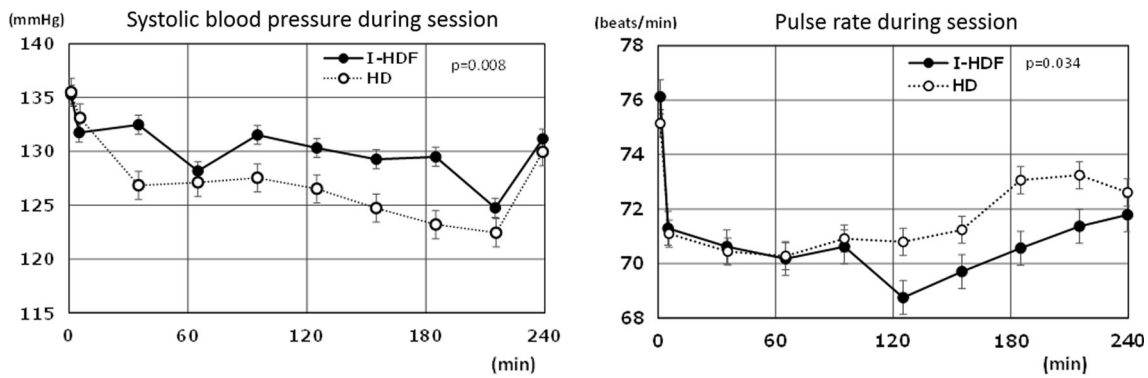 Systolic blood pressure during session
(mmHg)
140
135
130
125
120
115
I-HDF
HD
p=0.008
0
60
120
180
240
(min)
Pulse rate during session
(beats/min)
78
76
74
72
70
68
I-HDF
HD
p=0.034
0
60
120
180
240
(min)